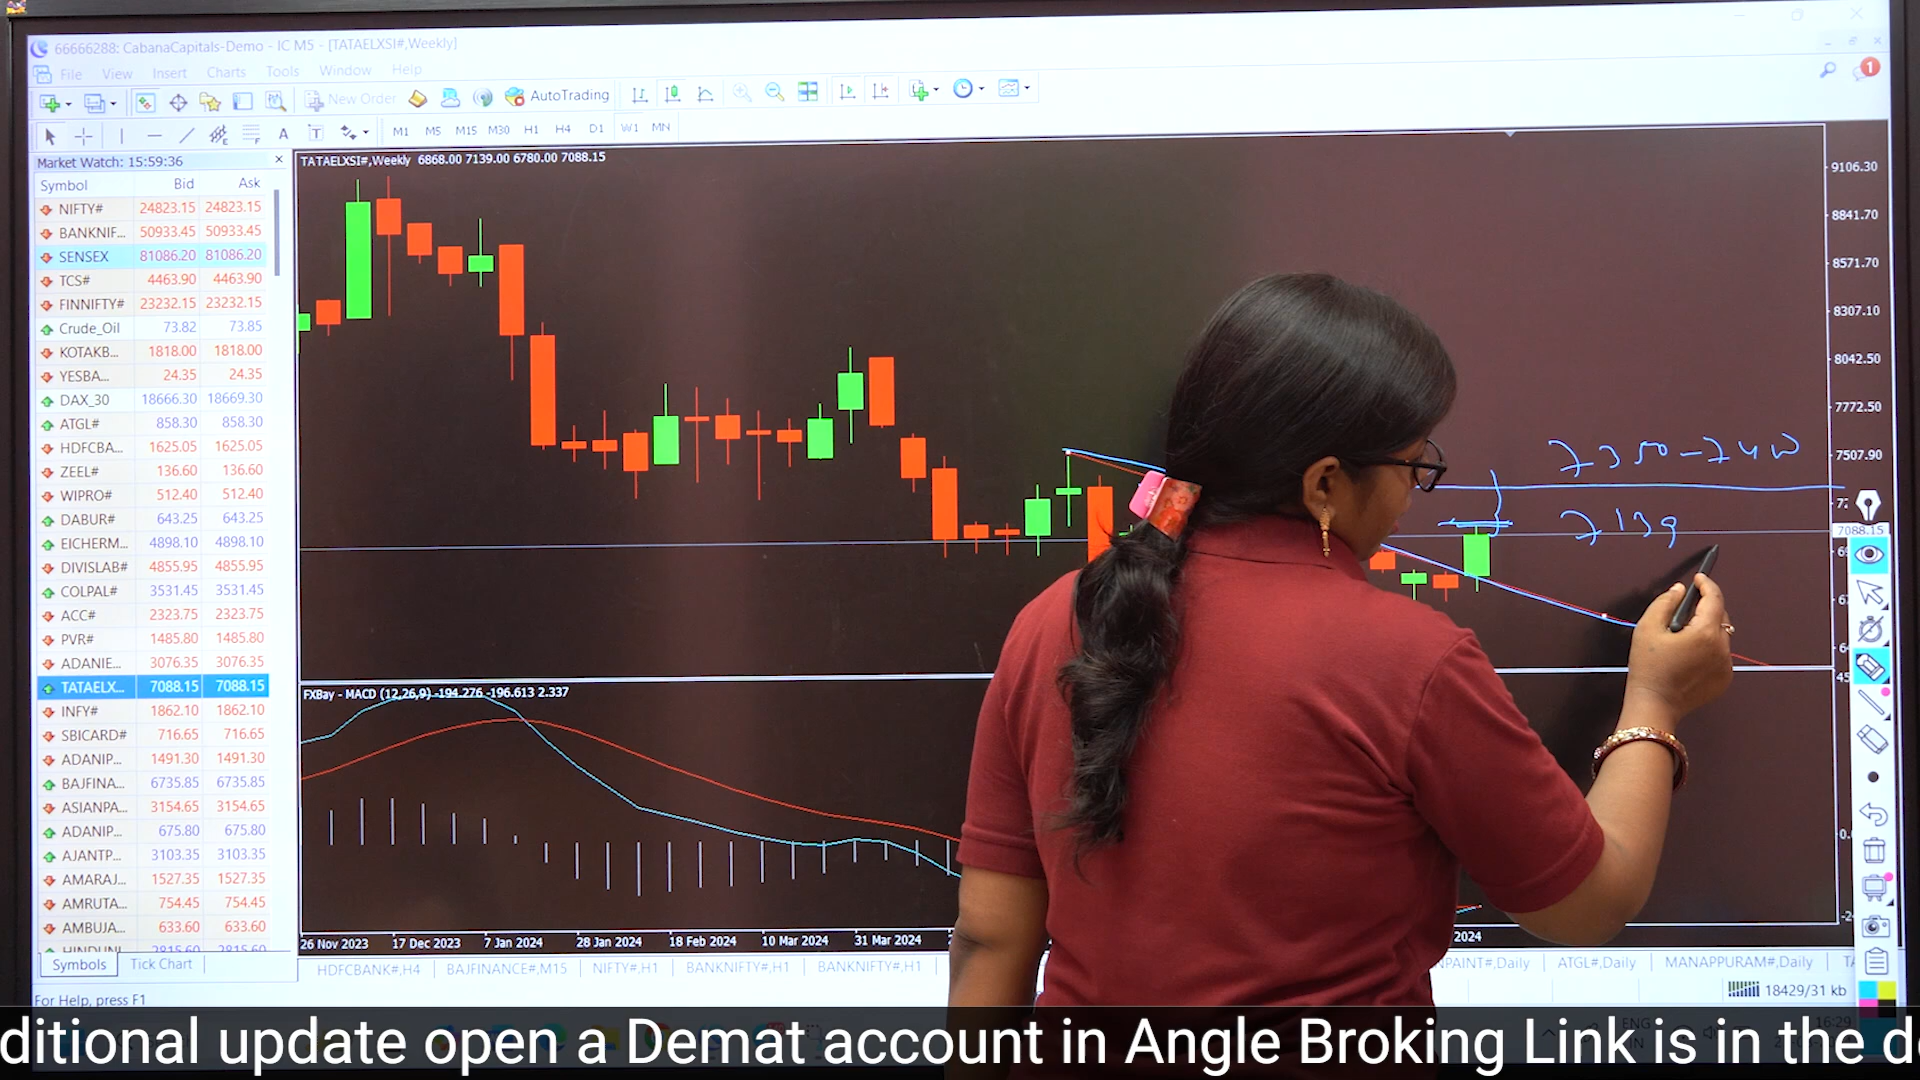 66666288: CabanaCapitals-Demo - IC M5 - [TATAELXSI#,Weekly]
File View Insert Charts Tools Window Help
1
New Order AutoTrading
A T M1 M5 M15 M30 H1 H4 D1 W1 MN
Market Watch: 15:59:36
Symbol Bid Ask
NIFTY# 24823.15 24823.15
BANKNIF... 50933.45 50933.45
SENSEX 81086.20 81086.20
TCS# 4463.90 4463.90
FINNIFTY# 23232.15 23232.15
Crude_Oil 73.82 73.85
KOTAKB... 1818.00 1818.00
YESBA... 24.35 24.35
DAX_30 18666.30 18669.30
ATGL# 858.30 858.30
HDFCBA... 1625.05 1625.05
ZEEL# 136.60 136.60
WIPRO# 512.40 512.40
DABUR# 643.25 643.25
EICHERM... 4898.10 4898.10
DIVISLAB# 4855.95 4855.95
COLPAL# 3531.45 3531.45
ACC# 2323.75 2323.75
PVR# 1485.80 1485.80
ADANIE... 3076.35 3076.35
TATAELX... 7088.15 7088.15
INFY# 1862.10 1862.10
SBICARD# 716.65 716.65
ADANIP... 1491.30 1491.30
BAJFINA... 6735.85 6735.85
ASIANPA... 3154.65 3154.65
ADANIP... 675.80 675.80
AJANTP... 3103.35 3103.35
AMARAJ... 1527.35 1527.35
AMRUTA... 754.45 754.45
AMBUJA... 633.60 633.60
HINDUNI... 2815.60 2815.60
Symbols Tick Chart
For Help, press F1
TATAELXSI#,Weekly 6868.00 7139.00 6780.00 7088.15
9106.30
8841.70
8571.70
8307.10
8042.50
7772.50
7507.90
7088.15
7350-7400
7139
FXBay - MACD (12,26,9) -194.276 -196.613 2.337
26 Nov 2023 17 Dec 2023 7 Jan 2024 28 Jan 2024 18 Feb 2024 10 Mar 2024 31 Mar 2024 2024
HDFCBANK#,H4 BAJFINANCE#,M15 NIFTY#,H1 BANKNIFTY#,H1 BANKNIFTY#,H1 NPAINT#,Daily ATGL#,Daily MANAPPURAM#,Daily TA
18429/31 kb
ditional update open a Demat account in Angle Broking Link is in the d